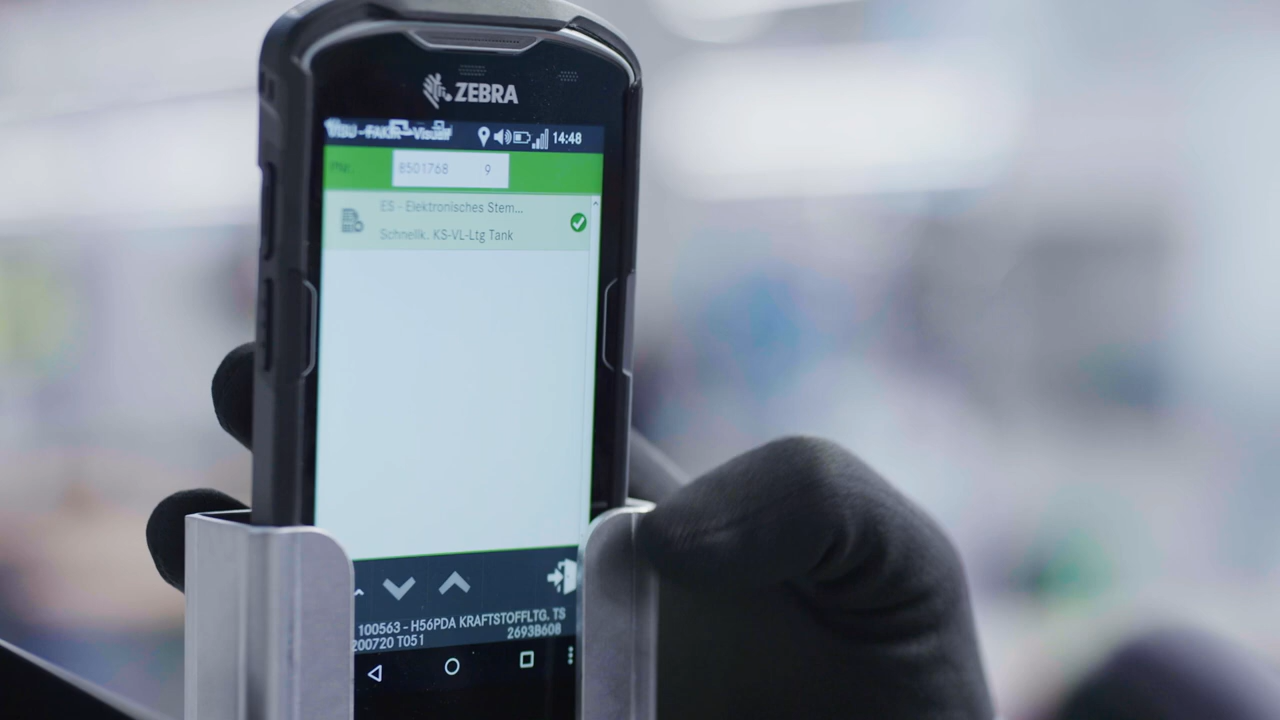 ZEBRA
14:48
8501768 9
ES - Elektronisches Stem...
Schnellk. KS-VL-Ltg Tank
100563 - H56PDA KRAFTSTOFFLTG. TS
200720 T051 2693B608